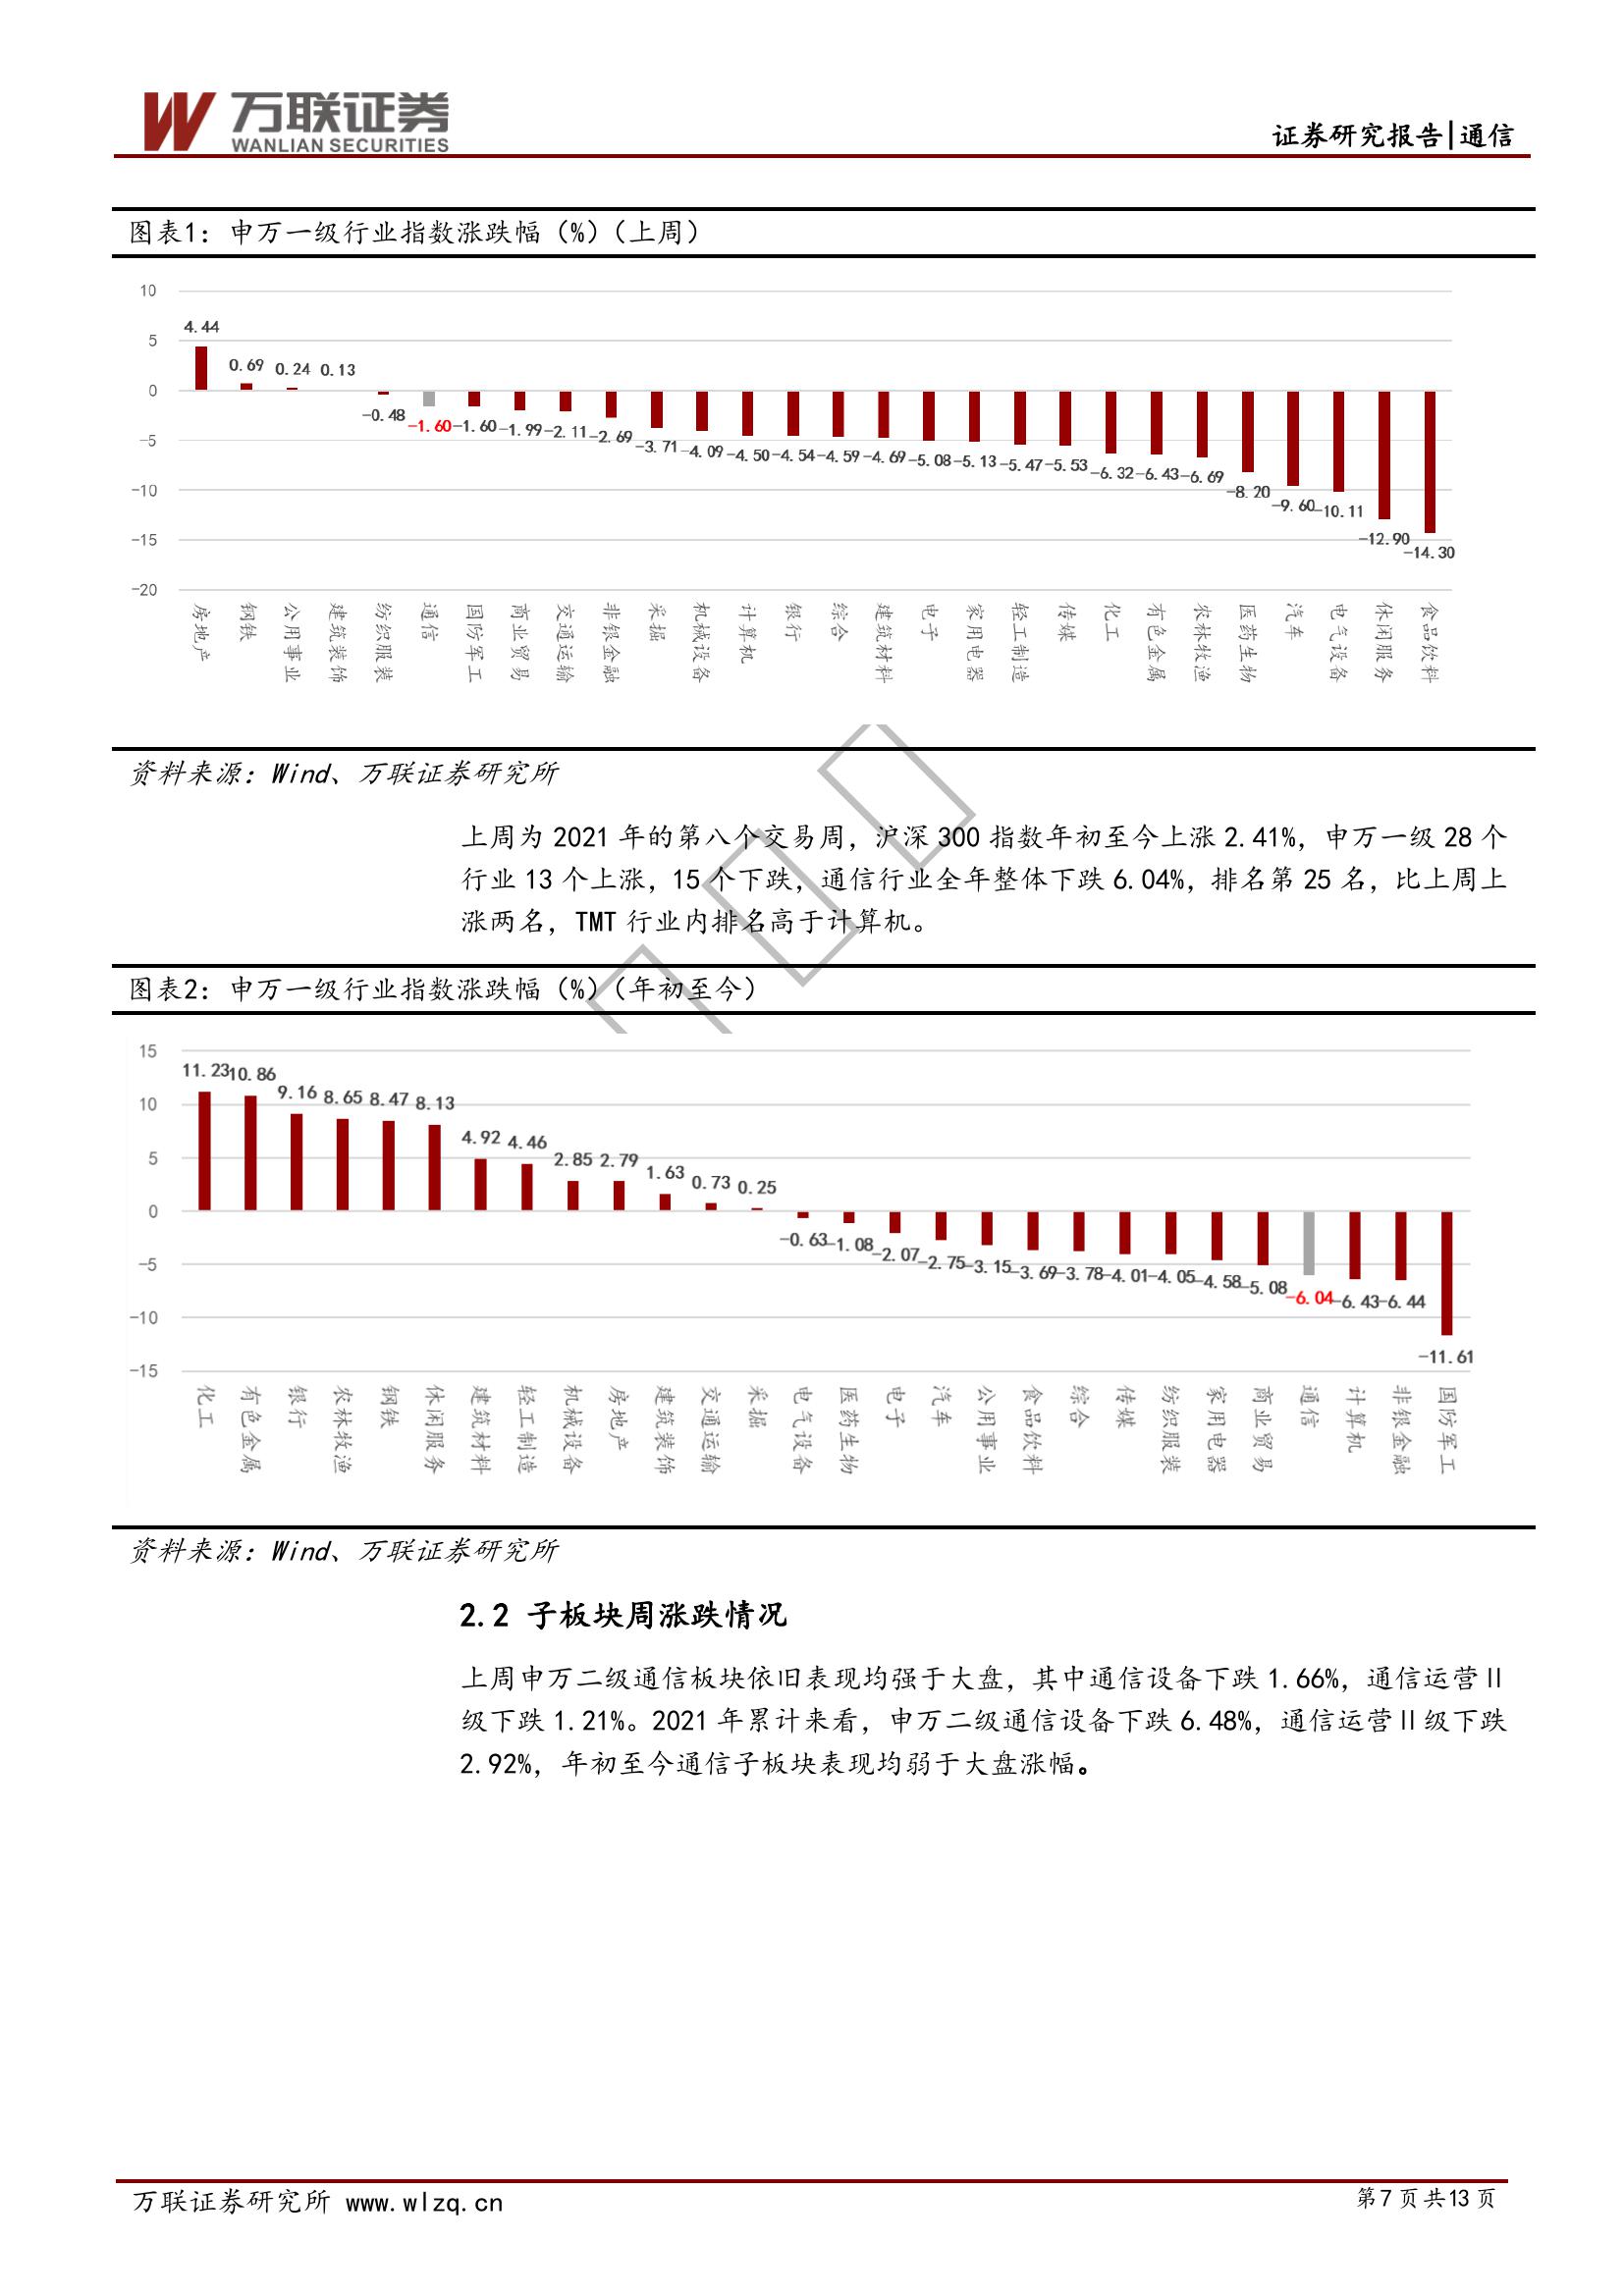 万联证券
WANLIAN SECURITIES
证券研究报告|通信
图表1：申万一级行业指数涨跌幅（%）（上周）
10
5
0
-5
-10
-15
-20
4.44
0.69
0.24
0.13
-0.48
-1.60
-1.60
-1.99
-2.11
-2.69
-3.71
-4.09
-4.50
-4.54
-4.59
-4.69
-5.08
-5.13
-5.47
-5.53
-6.32
-6.43
-6.69
-8.20
-9.60
-10.11
-12.90
-14.30
房地产
钢铁
公用事业
建筑装饰
纺织服装
通信
国防军工
商业贸易
交通运输
非银金融
采掘
机械设备
计算机
银行
综合
建筑材料
电子
家用电器
轻工制造
传媒
化工
有色金属
农林牧渔
医药生物
汽车
电气设备
休闲服务
食品饮料
资料来源：Wind、万联证券研究所
上周为 2021 年的第八个交易周，沪深 300 指数年初至今上涨 2.41%，申万一级 28 个
行业 13 个上涨，15 个下跌，通信行业全年整体下跌 6.04%，排名第 25 名，比上周上
涨两名，TMT 行业内排名高于计算机。
图表2：申万一级行业指数涨跌幅（%）（年初至今）
15
10
5
0
-5
-10
-15
11.23
10.86
9.16
8.65
8.47
8.13
4.92
4.46
2.85
2.79
1.63
0.73
0.25
-0.63
-1.08
-2.07
-2.75
-3.15
-3.69
-3.78
-4.01
-4.05
-4.58
-5.08
-6.04
-6.43
-6.44
-11.61
化工
有色金属
银行
农林牧渔
钢铁
休闲服务
建筑材料
轻工制造
机械设备
房地产
建筑装饰
交通运输
采掘
电气设备
医药生物
电子
汽车
公用事业
食品饮料
综合
传媒
纺织服装
家用电器
商业贸易
通信
计算机
非银金融
国防军工
资料来源：Wind、万联证券研究所
2.2 子板块周涨跌情况
上周申万二级通信板块依旧表现均强于大盘，其中通信设备下跌 1.66%，通信运营Ⅱ
级下跌 1.21%。2021 年累计来看，申万二级通信设备下跌 6.48%，通信运营Ⅱ级下跌
2.92%，年初至今通信子板块表现均弱于大盘涨幅。
万联证券研究所 www.wlzq.cn
第7页共13页